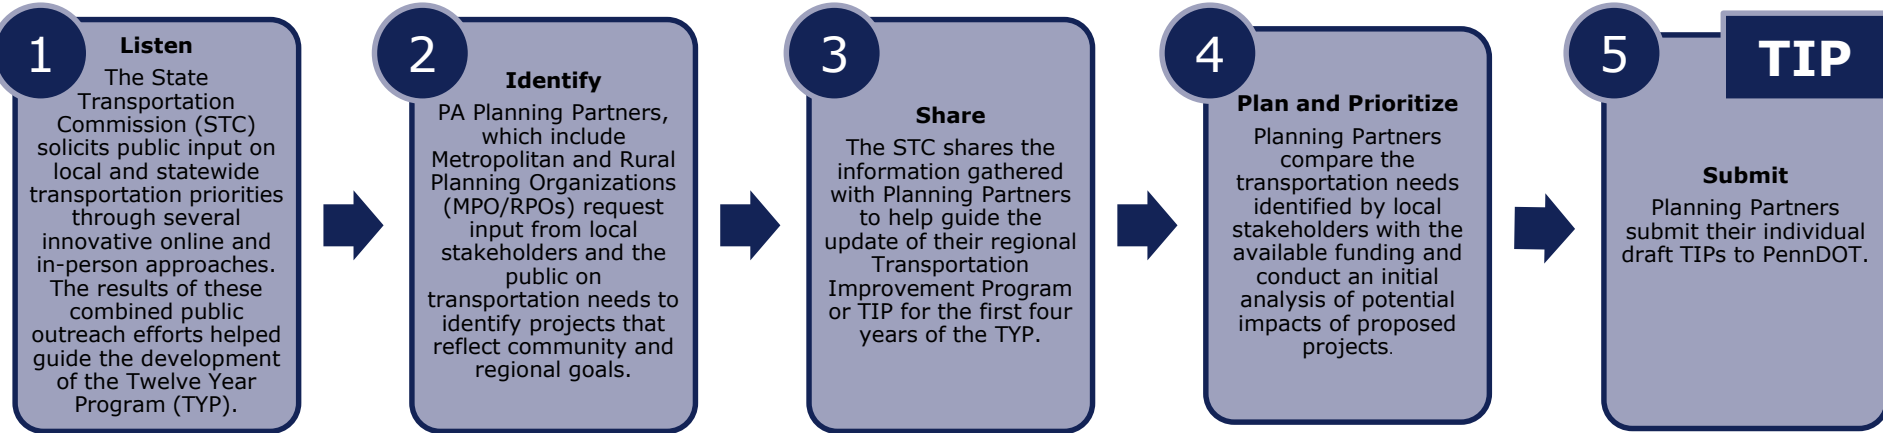 1
Listen
The State
Transportation
Commission (STC)
solicits public input on
local and statewide
transportation priorities
through several
innovative online and
in-person approaches.
The results of these
combined public
outreach efforts helped
guide the development
of the Twelve Year
Program (TYP).
2
Identify
PA Planning Partners,
which include
Metropolitan and Rural
Planning Organizations
(MPO/RPOs) request
input from local
stakeholders and the
public on
transportation needs to
identify projects that
reflect community and
regional goals.
3
Share
The STC shares the
information gathered
with Planning Partners
to help guide the
update of their regional
Transportation
Improvement Program
or TIP for the first four
years of the TYP.
4
Plan and Prioritize
Planning Partners
compare the
transportation needs
identified by local
stakeholders with the
available funding and
conduct an initial
analysis of potential
impacts of proposed
projects.
5
TIP
Submit
Planning Partners
submit their individual
draft TIPs to PennDOT.